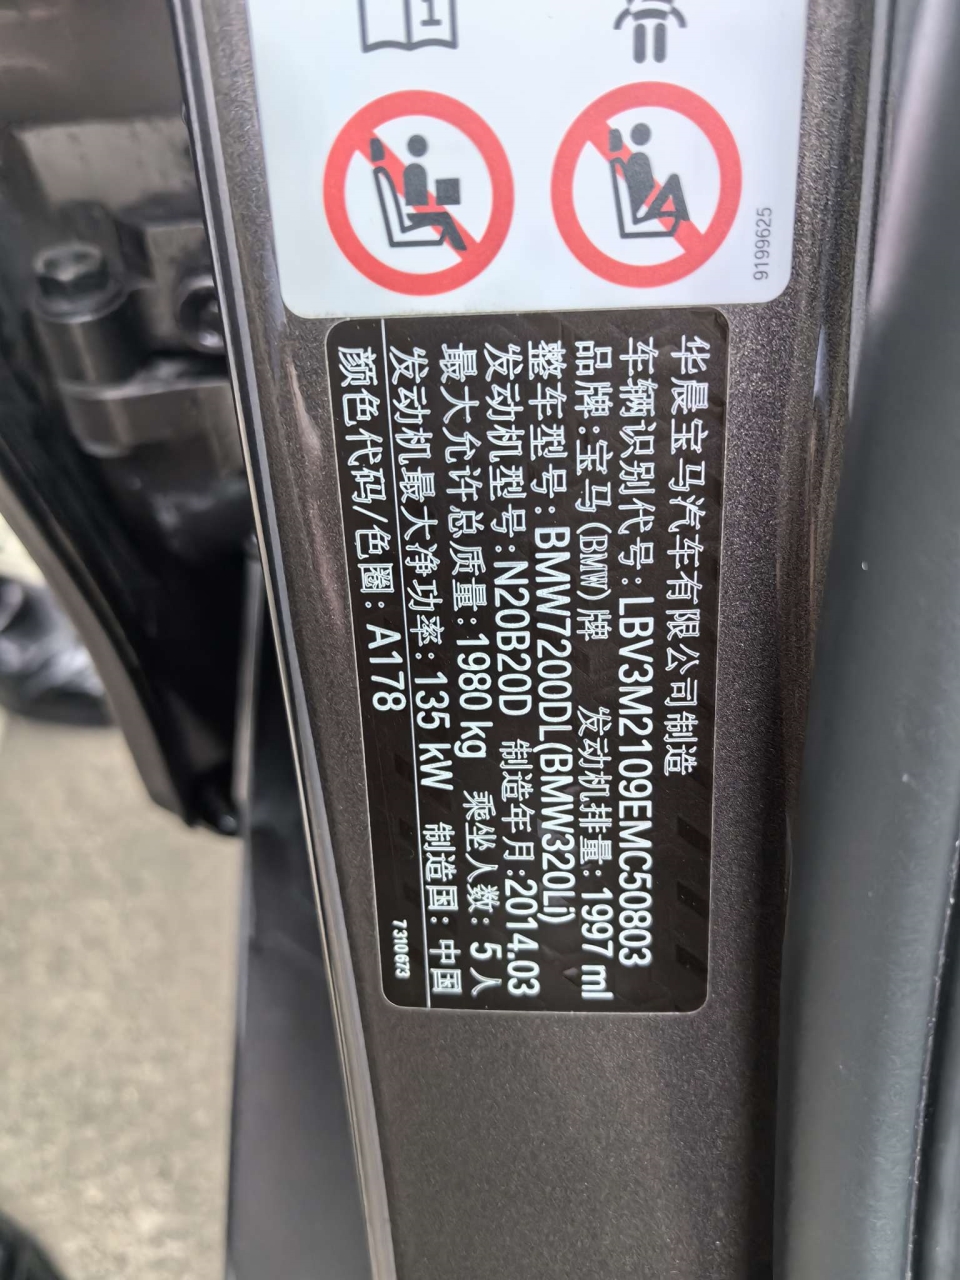 9199625
华晨宝马汽车有限公司制造
车辆识别代号:LBV3M2109EMC50803
品牌:宝马(BMW)牌 发动机排量:1997 ml
整车型号:BMW7200DL(BMW320Li)
发动机型号:N20B20D 制造年月:2014.03
最大允许总质量:1980 kg 乘坐人数:5人
发动机最大净功率:135 kW 制造国:中国
颜色代码/色圈:A178
7310673